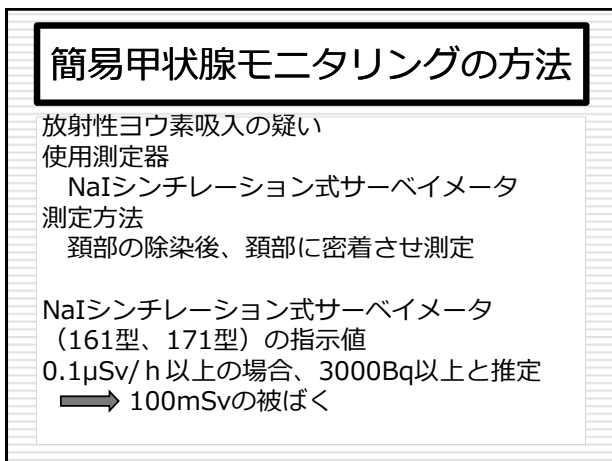 簡易甲状腺モニタリングの方法
放射性ヨウ素吸入の疑い
使用測定器
NaIシンチレーション式サーベイメータ
測定方法
頚部の除染後、頚部に密着させ測定
NaIシンチレーション式サーベイメータ
（161型、171型）の指示値
0.1μSv/ｈ以上の場合、3000Bq以上と推定
100mSvの被ばく